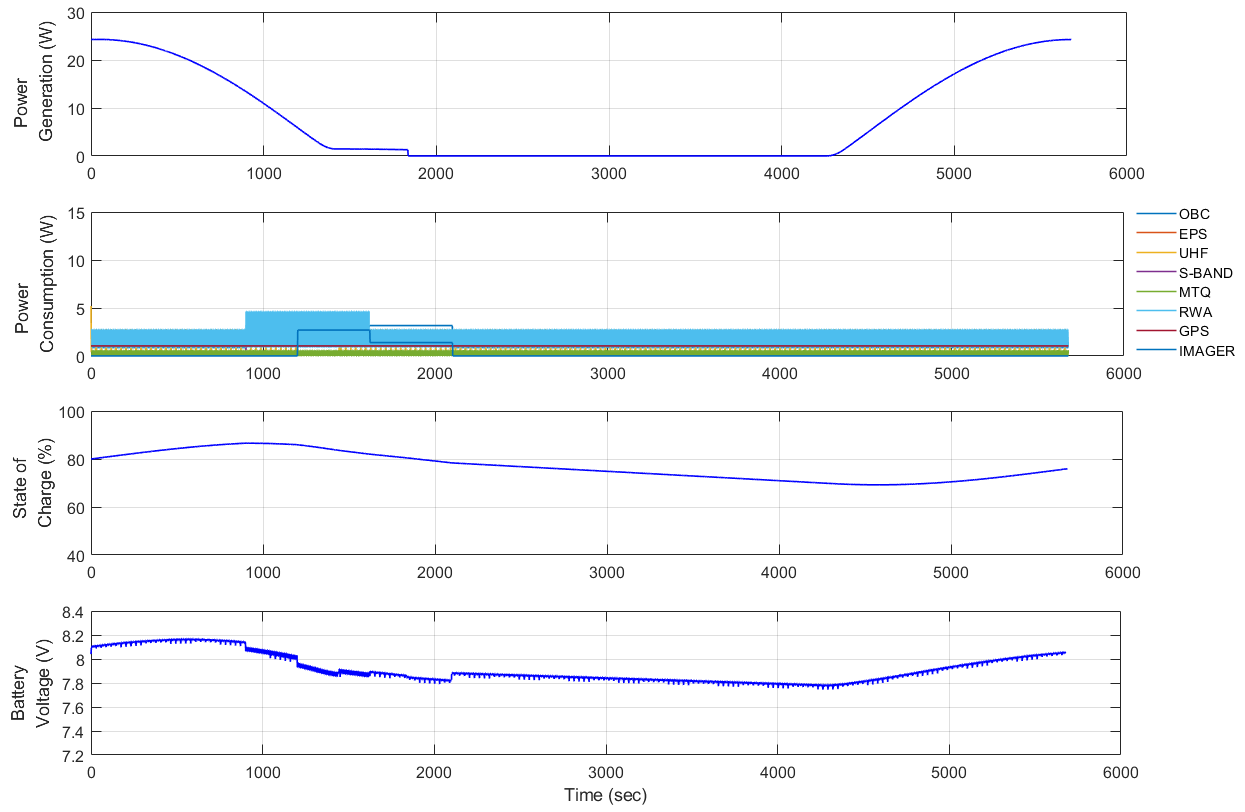 30
20
10
0
Power
Generation (W)
0 1000 2000 3000 4000 5000 6000
15
10
5
0
Power
Consumption (W)
0 1000 2000 3000 4000 5000 6000
OBC
EPS
UHF
S-BAND
MTQ
RWA
GPS
IMAGER
100
80
60
40
State of
Charge (%)
0 1000 2000 3000 4000 5000 6000
8.4
8.2
8
7.8
7.6
7.4
7.2
Battery
Voltage (V)
0 1000 2000 3000 4000 5000 6000
Time (sec)